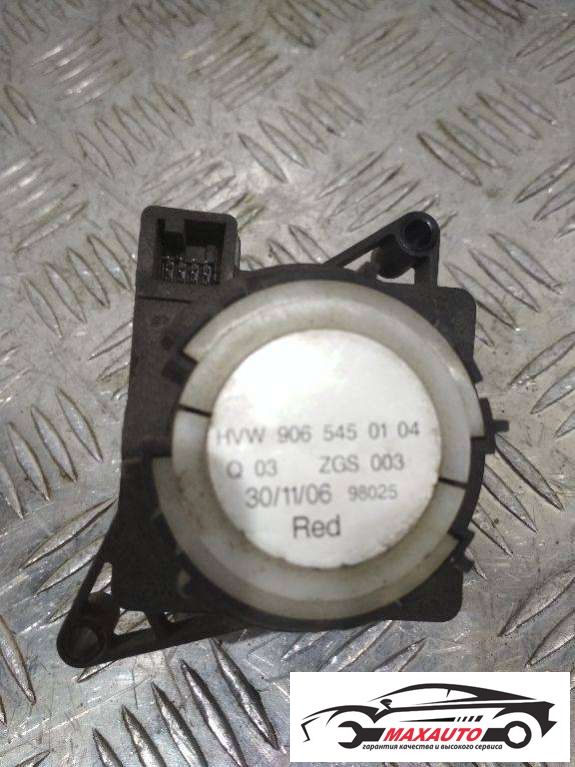 HVW 906 545 01 04
Q 03 ZGS 003
30/11/06 98025
Red
MAXAUTO
гарантия качества и высокого сервиса